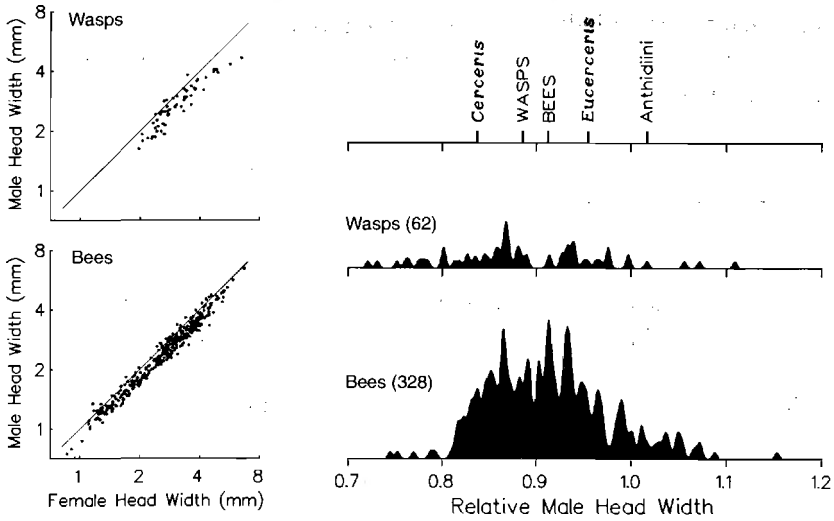 Wasps
Male Head Width (mm)
8
4
2
1
Bees
Male Head Width (mm)
8
4
2
1
1 2 4 8
Female Head Width (mm)
Cerceris
WASPS
BEES
Eucerceris
Anthidiini
Wasps (62)
Bees (328)
0.7 0.8 0.9 1.0 1.1 1.2
Relative Male Head Width